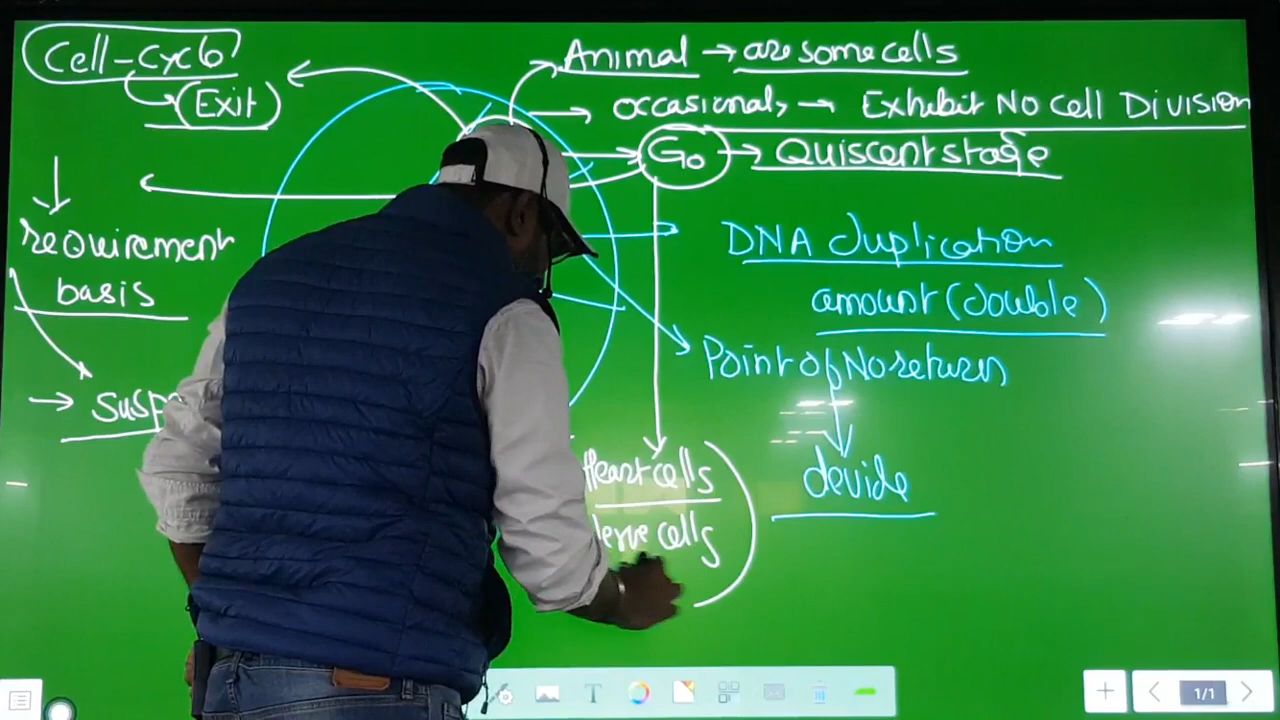 Cell-Cycle
(Exit)
Animal → are some cells
→ occasionaly → Exhibit No Cell Division
→ G0 → Quiscent stage
requirement
basis
DNA duplication
amount (double)
Point of No return
devide
Heart cells
cells
1/1